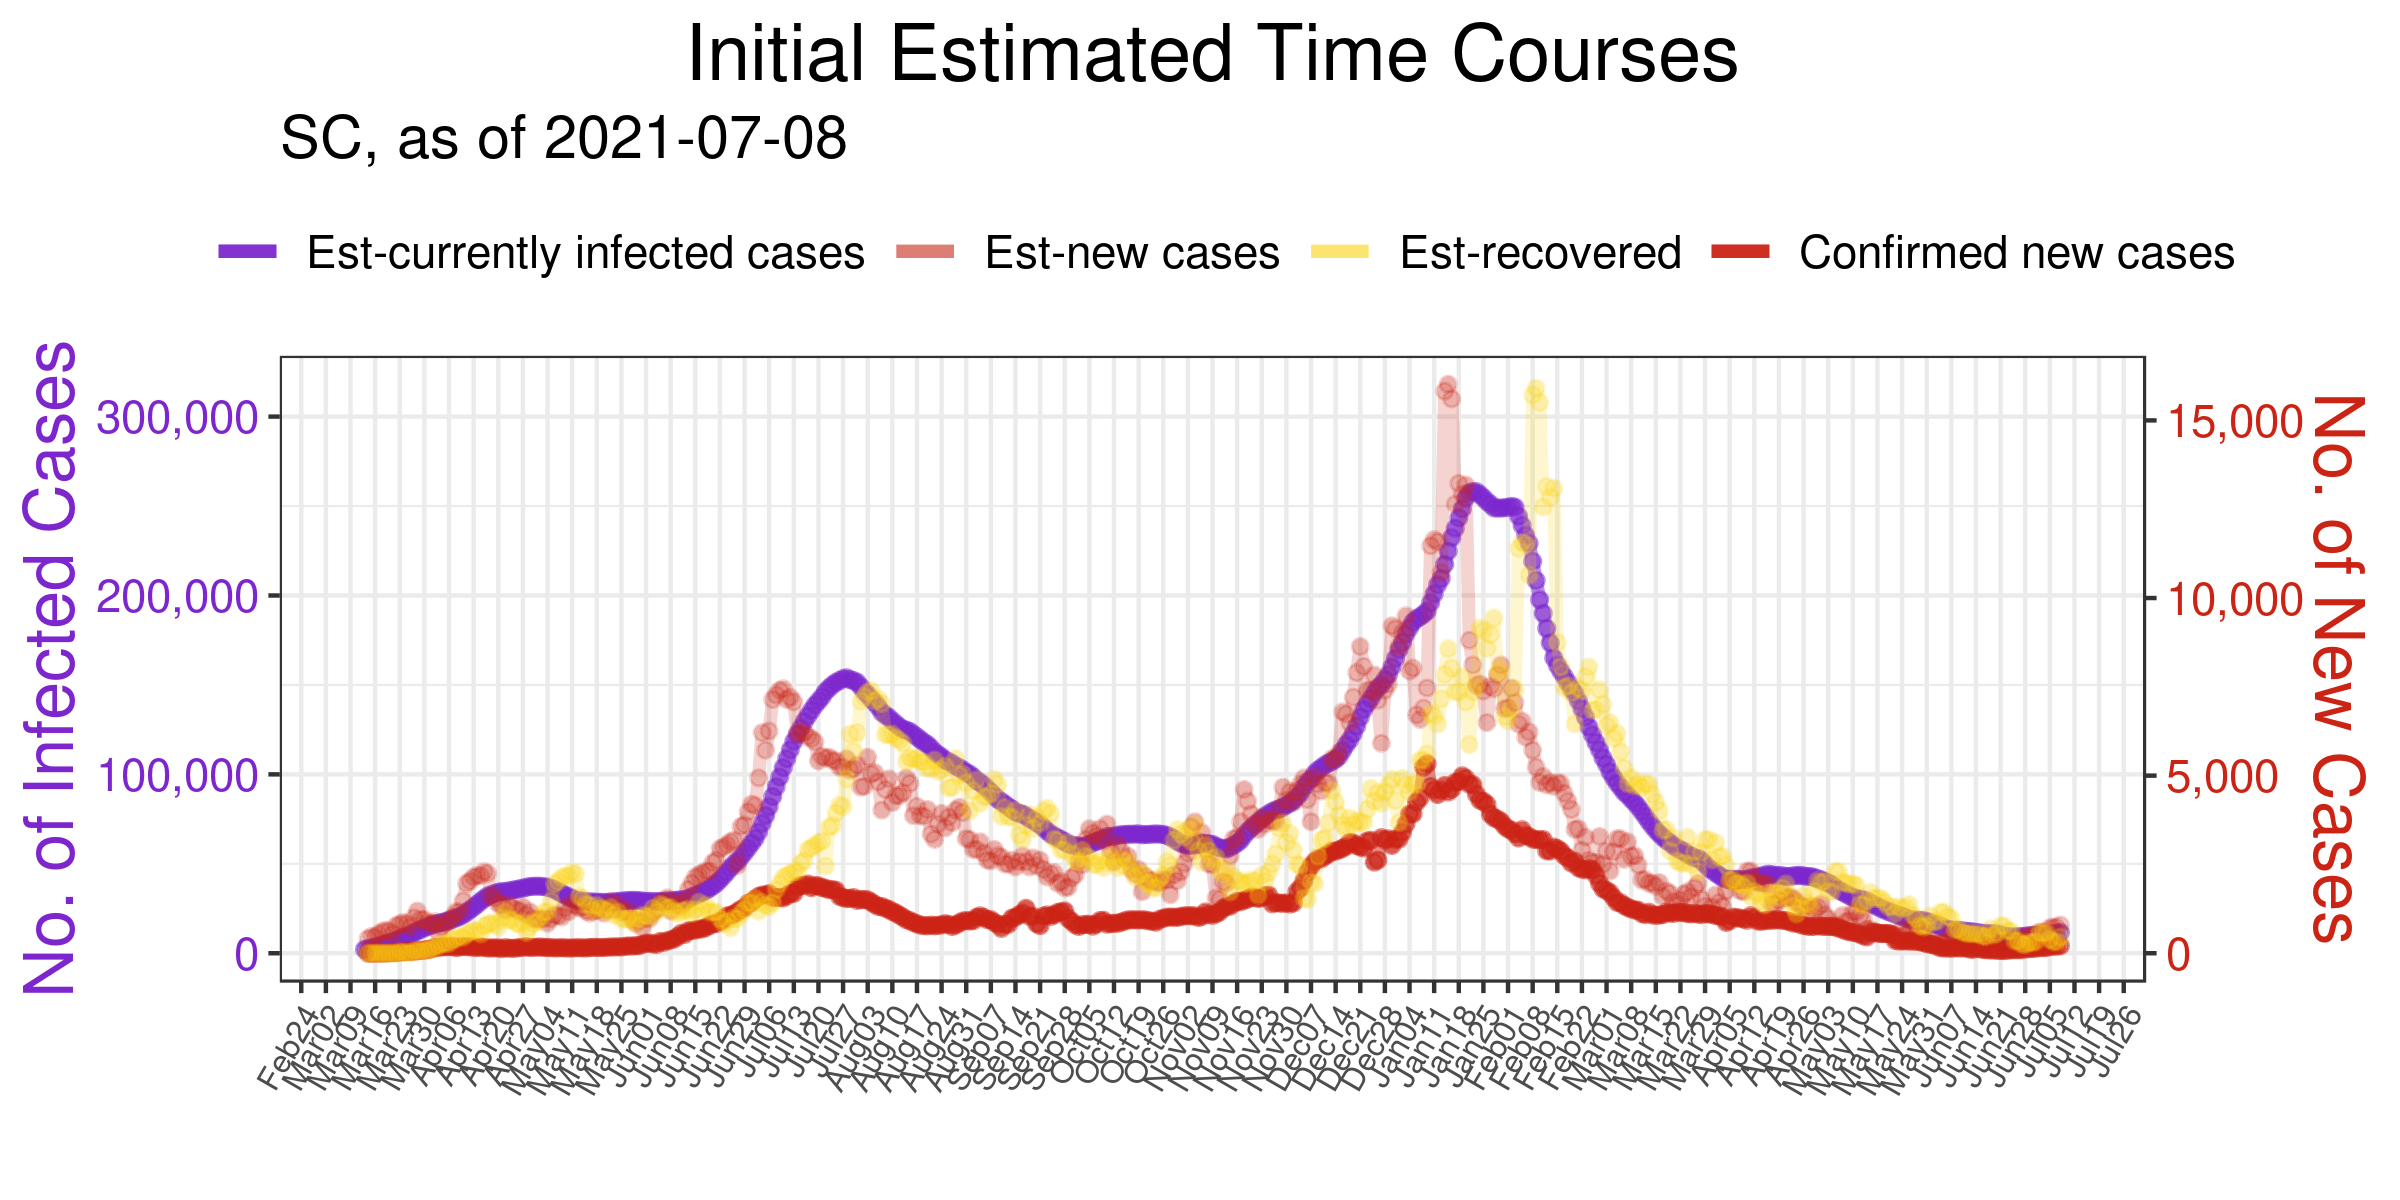 Initial Estimated Time Courses
SC, as of 2021-07-08
Est-currently infected cases
Est-new cases
Est-recovered
Confirmed new cases
No. of Infected Cases
300,000
200,000
100,000
0
15,000
10,000
5,000
0
No. of New Cases
Feb24
Mar02
Mar09
Mar16
Mar23
Mar30
Apr06
Apr13
Apr20
Apr27
May04
May11
May18
May25
Jun01
Jun08
Jun15
Jun22
Jun29
Jul06
Jul13
Jul20
Jul27
Aug03
Aug10
Aug17
Aug24
Aug31
Sep07
Sep14
Sep21
Sep28
Oct05
Oct12
Oct19
Oct26
Nov02
Nov09
Nov16
Nov23
Nov30
Dec07
Dec14
Dec21
Dec28
Jan04
Jan11
Jan18
Jan25
Feb01
Feb08
Feb15
Feb22
Mar01
Mar08
Mar15
Mar22
Mar29
Apr05
Apr12
Apr19
Apr26
May03
May10
May17
May24
May31
Jun07
Jun14
Jun21
Jun28
Jul05
Jul12
Jul19
Jul26